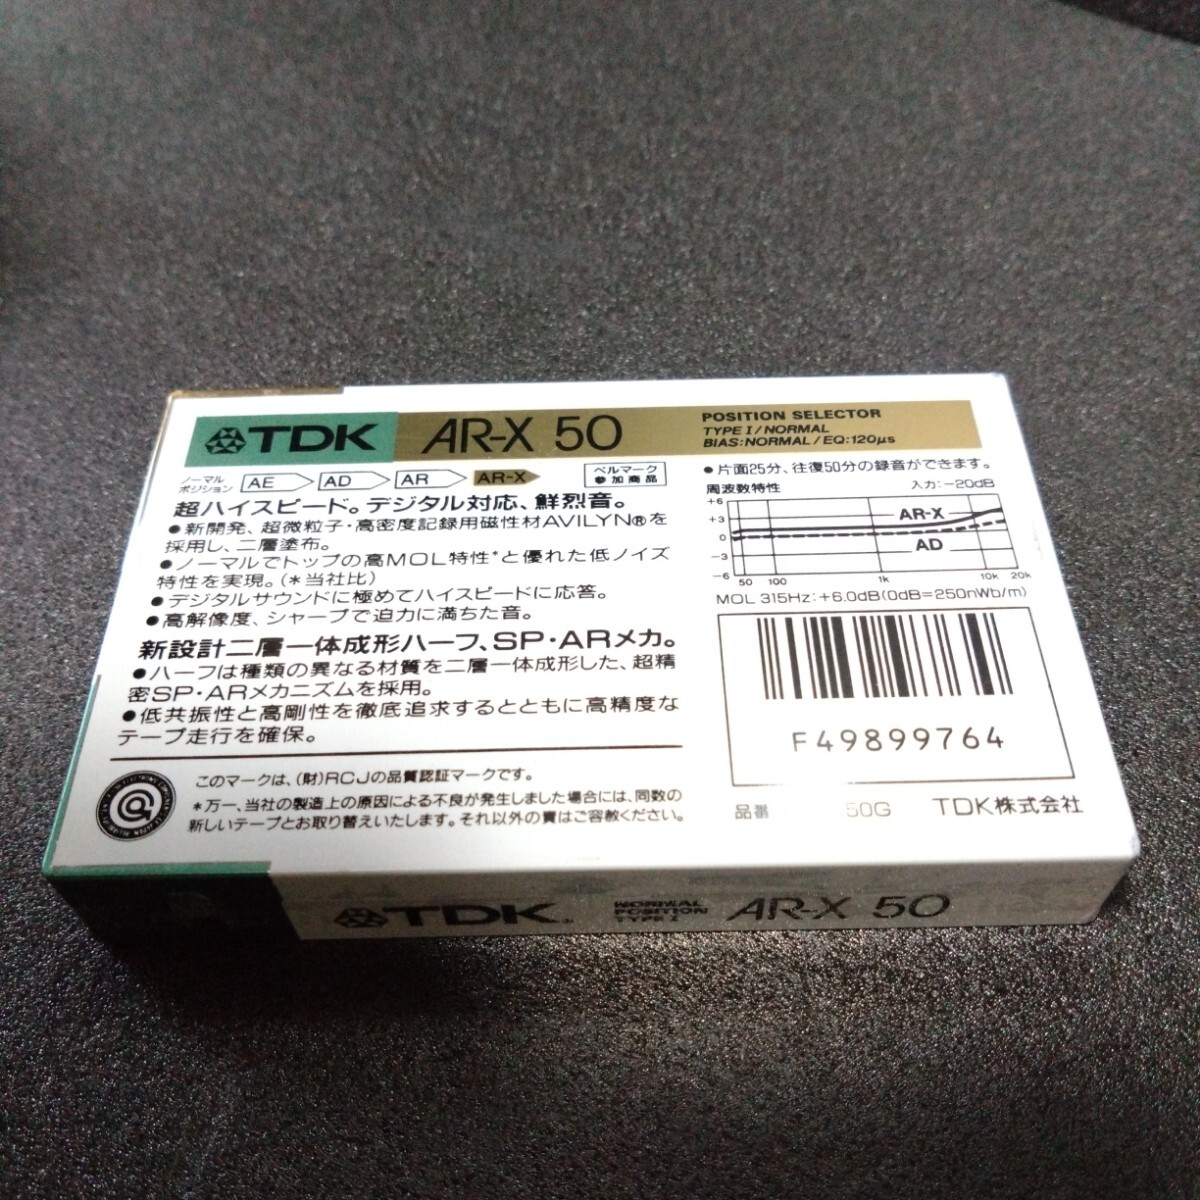 TDK AR-X 50
POSITION SELECTOR
TYPE I/NORMAL
BIAS:NORMAL/EQ:120μs
ノーマル
ポジション
AE AD AR AR-X
ベルマーク
参加商品
超ハイスピード。デジタル対応、鮮烈音。
●新開発、超微粒子・高密度記録用磁性材AVILYN®を
採用し、二層塗布。
●ノーマルでトップの高MOL特性*と優れた低ノイズ
特性を実現。(*当社比)
●デジタルサウンドに極めてハイスピードに応答。
●高解像度、シャープで迫力に満ちた音。
新設計二層一体成形ハーフ、SP・ARメカ。
●ハーフは種類の異なる材質を二層一体成形した、超精
密SP・ARメカニズムを採用。
●低共振性と高剛性を徹底追求するとともに高精度な
テープ走行を確保。
このマークは、(財)RCJの品質認証マークです。
*万一、当社の製造上の原因による不良が発生しました場合には、同数の
新しいテープとお取り替えいたします。それ以外の責はご容赦ください。
●片面25分、往復50分の録音ができます。
周波数特性 入力:-20dB
+6
+3
0
-3
-6
AR-X
AD
50 100 1k 10k 20k
MOL 315Hz:+6.0dB(0dB=250nWb/m)
F49899764
品番 50G TDK株式会社
TDK
NORMAL
POSITION
TYPE I
AR-X 50